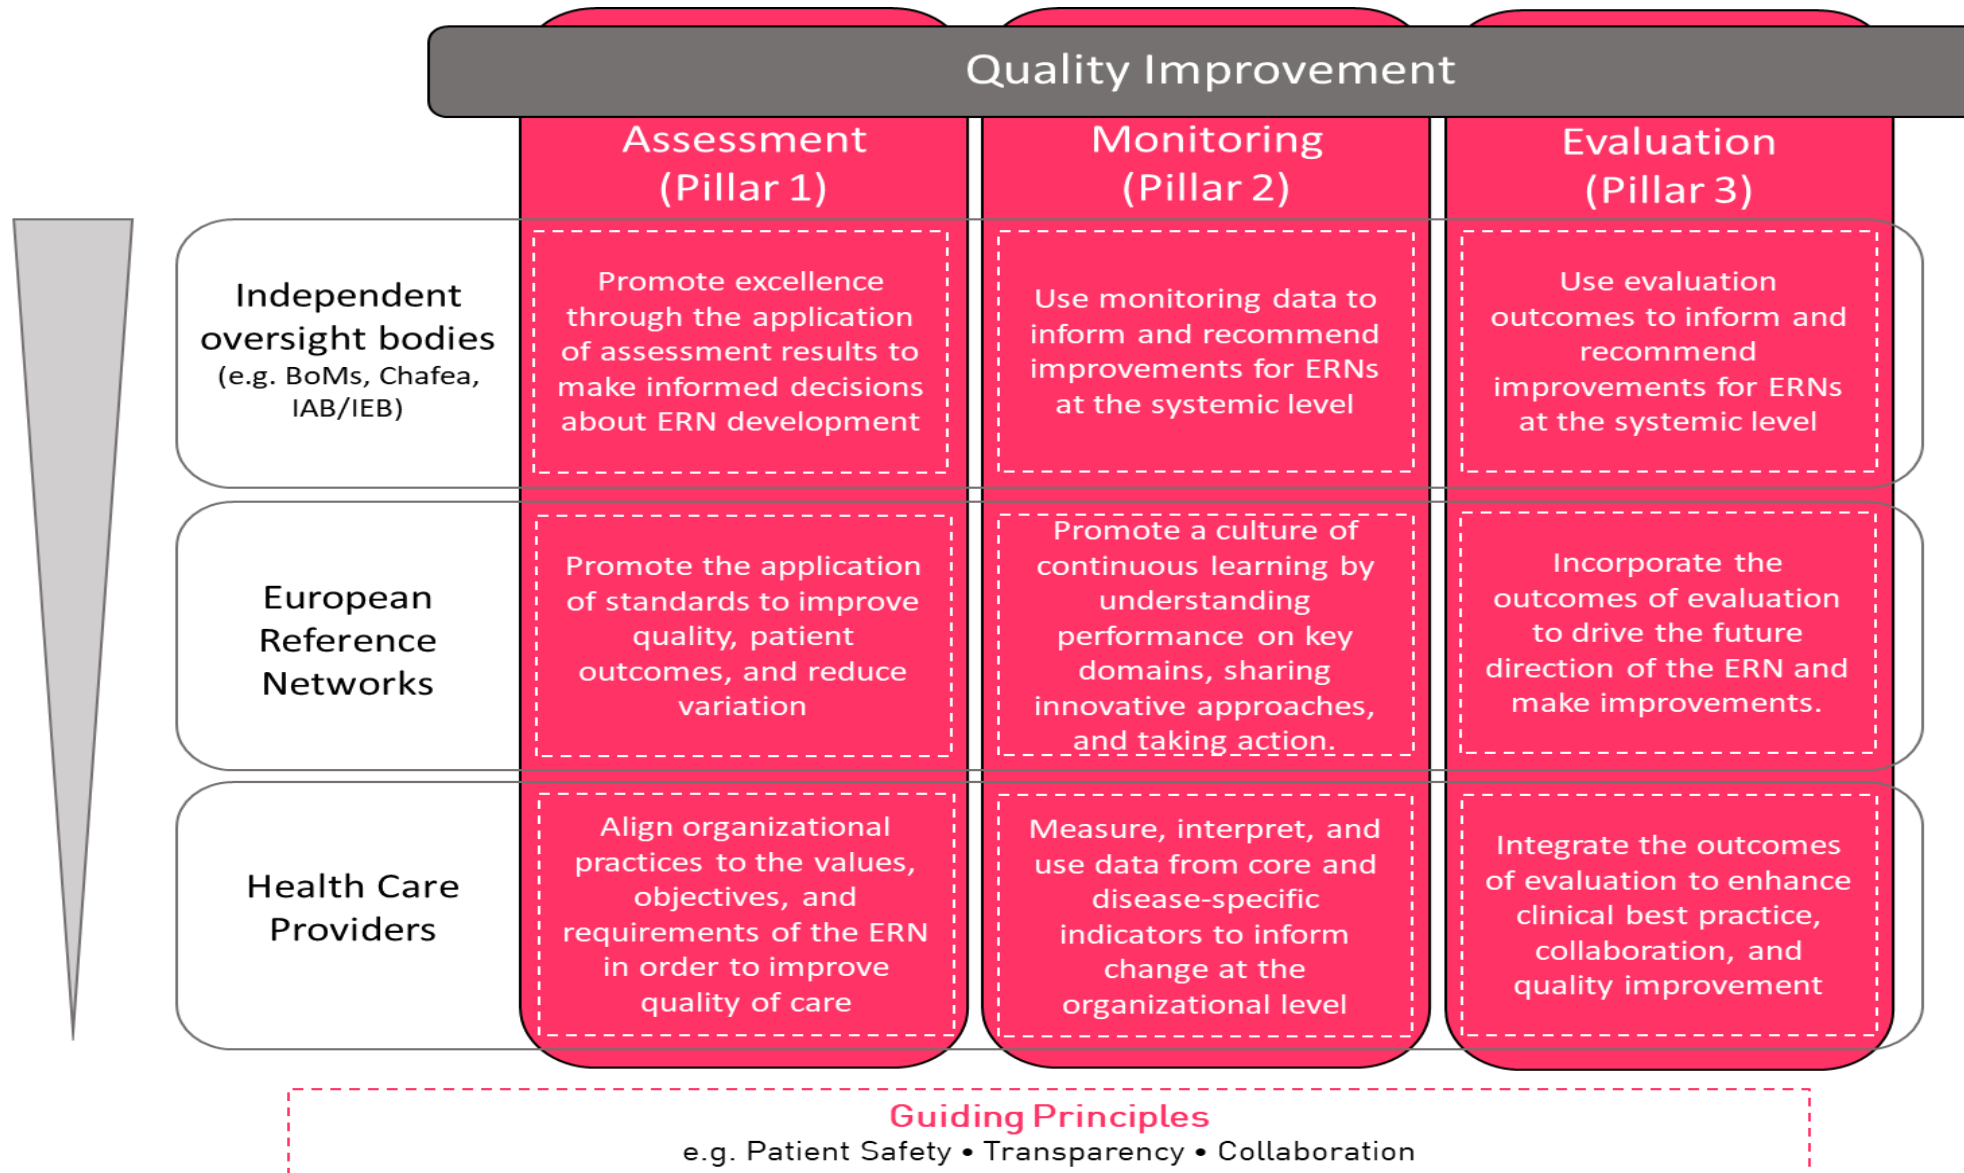 Quality Improvement
Assessment
(Pillar 1)
Monitoring
(Pillar 2)
Evaluation
(Pillar 3)
Independent
oversight bodies
(e.g. BoMs, Chafea,
IAB/IEB)
Promote excellence
through the application
of assessment results to
make informed decisions
about ERN development
Use monitoring data to
inform and recommend
improvements for ERNs
at the systemic level
Use evaluation
outcomes to inform and
recommend
improvements for ERNs
at the systemic level
European
Reference
Networks
Promote the application
of standards to improve
quality, patient
outcomes, and reduce
variation
Promote a culture of
continuous learning by
understanding
performance on key
domains, sharing
innovative approaches,
and taking action.
Incorporate the
outcomes of evaluation
to drive the future
direction of the ERN and
make improvements.
Health Care
Providers
Align organizational
practices to the values,
objectives, and
requirements of the ERN
in order to improve
quality of care
Measure, interpret, and
use data from core and
disease-specific
indicators to inform
change at the
organizational level
Integrate the outcomes
of evaluation to enhance
clinical best practice,
collaboration, and
quality improvement
Guiding Principles
e.g. Patient Safety • Transparency • Collaboration